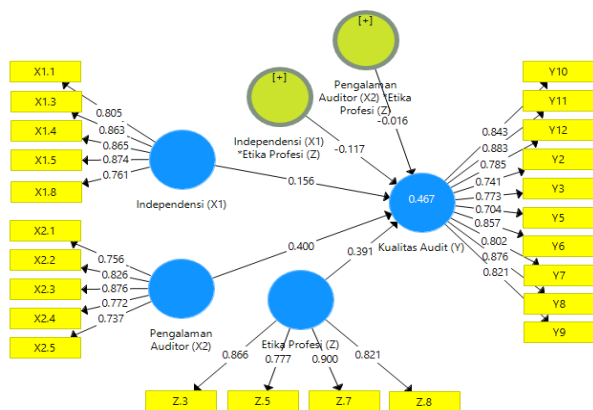 [+]
[+]
Pengalaman
Auditor (X2) *Etika
Profesi (Z)
-0.016
Independensi (X1)
*Etika Profesi (Z)
-0.117
X1.1
X1.3
X1.4
X1.5
X1.8
0.805
0.863
0.865
0.874
0.761
Independensi (X1)
0.156
X2.1
X2.2
X2.3
X2.4
X2.5
0.756
0.826
0.876
0.772
0.737
Pengalaman
Auditor (X2)
0.400
0.391
Etika Profesi (Z)
0.866
0.777
0.900
0.821
Z.3
Z.5
Z.7
Z.8
0.467
Kualitas Audit (Y)
0.843
0.883
0.785
0.741
0.773
0.704
0.857
0.802
0.876
0.821
Y10
Y11
Y12
Y2
Y3
Y5
Y6
Y7
Y8
Y9